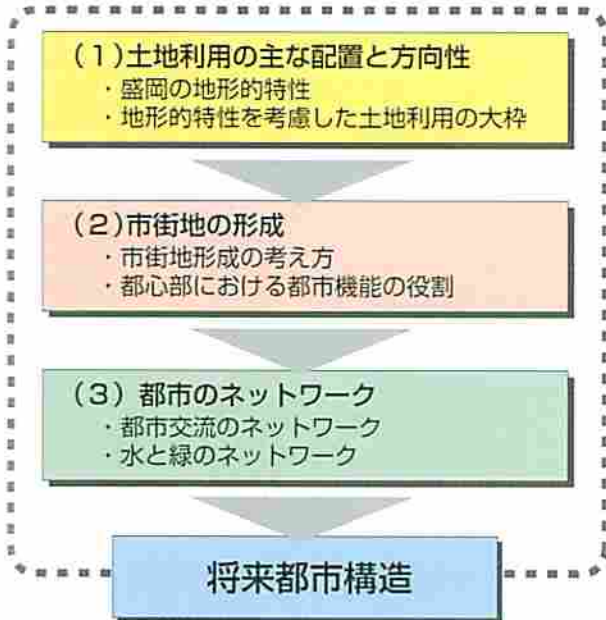 (1)土地利用の主な配置と方向性
・盛岡の地形的特性
・地形的特性を考慮した土地利用の大枠
(2)市街地の形成
・市街地形成の考え方
・都心部における都市機能の役割
(3)都市のネットワーク
・都市交流のネットワーク
・水と緑のネットワーク
将来都市構造